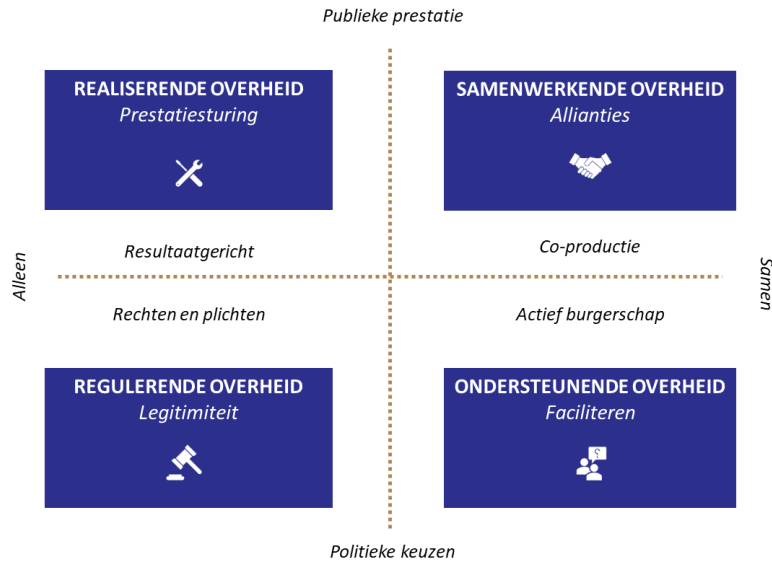 Publieke prestatie
REALISERENDE OVERHEID
Prestatiesturing
SAMENWERKENDE OVERHEID
Allianties
Resultaatgericht
Co-productie
Alleen
Samen
Rechten en plichten
Actief burgerschap
REGULERENDE OVERHEID
Legitimiteit
ONDERSTEUNENDE OVERHEID
Faciliteren
?
Politieke keuzen